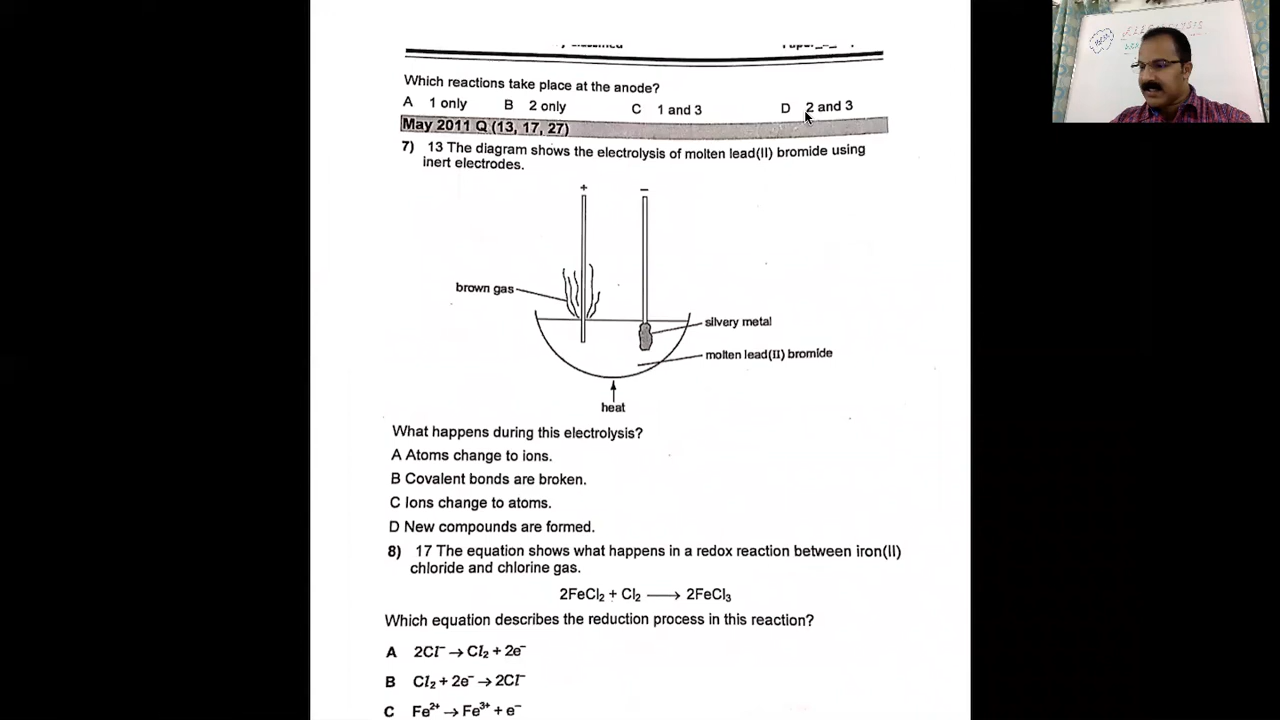 Which reactions take place at the anode?
A 1 only B 2 only C 1 and 3 D 2 and 3
May 2011 Q (13, 17, 27)
7) 13 The diagram shows the electrolysis of molten lead(II) bromide using
inert electrodes.
+ −
brown gas
silvery metal
molten lead(II) bromide
heat
What happens during this electrolysis?
A Atoms change to ions.
B Covalent bonds are broken.
C Ions change to atoms.
D New compounds are formed.
8) 17 The equation shows what happens in a redox reaction between iron(II)
chloride and chlorine gas.
2FeCl₂ + Cl₂ ⟶ 2FeCl₃
Which equation describes the reduction process in this reaction?
A 2Cl⁻ → Cl₂ + 2e⁻
B Cl₂ + 2e⁻ → 2Cl⁻
C Fe²⁺ → Fe³⁺ + e⁻